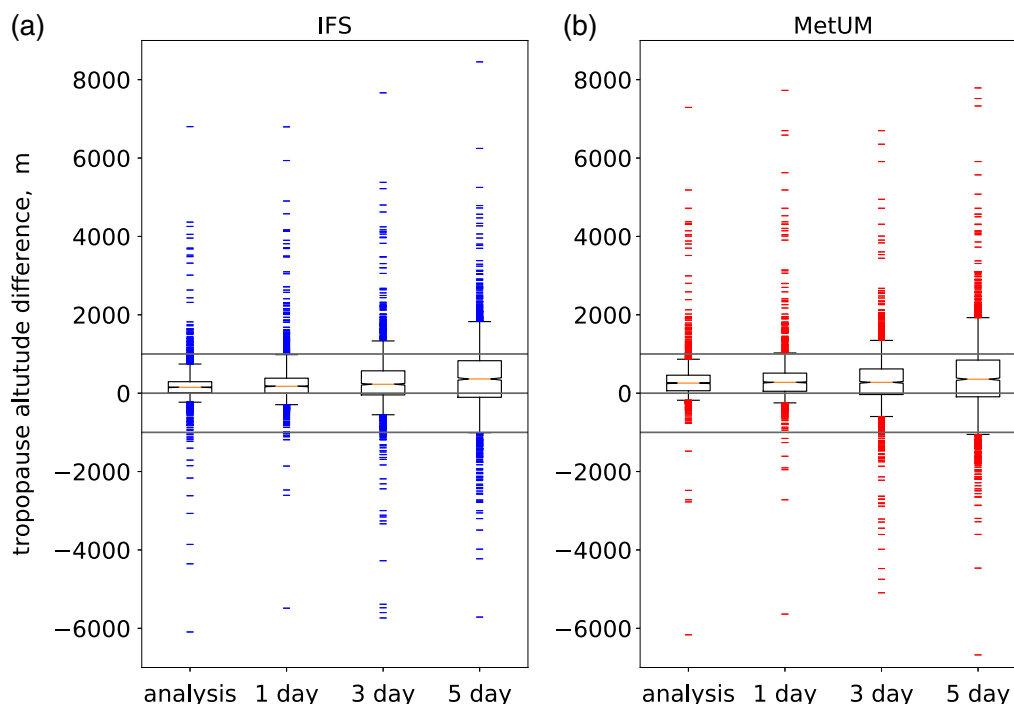 (a)
IFS
tropopause altutude difference, m
8000
6000
4000
2000
0
−2000
−4000
−6000
analysis 1 day 3 day 5 day
(b)
MetUM
8000
6000
4000
2000
0
−2000
−4000
−6000
analysis 1 day 3 day 5 day